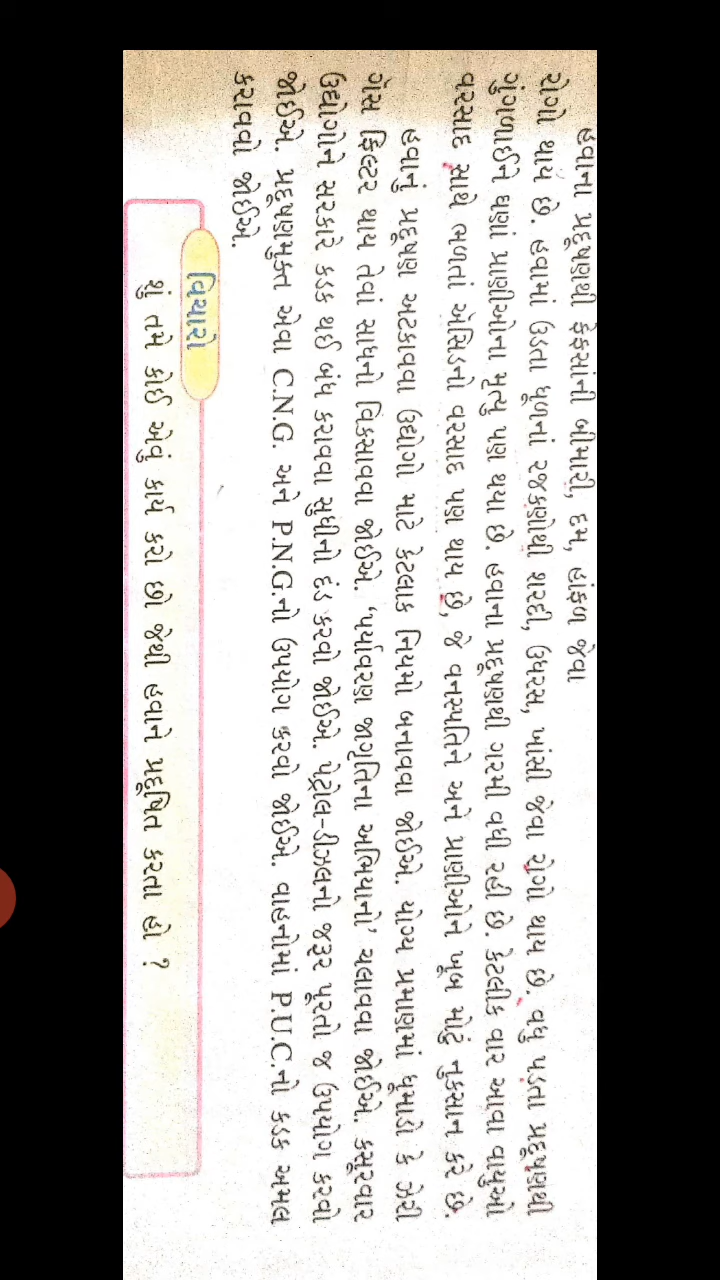 હવાના પ્રદૂષણથી ફેફસાંની બીમારી, દમ, હાંફણ જેવા
રોગો થાય છે. હવામાં ઉડતા ધૂળનાં રજકણોથી શરદી, ઉધરસ, ખાંસી જેવા રોગો થાય છે. વધુ પડતા પ્રદૂષણથી
ગૂંગળાઈને ઘણાં પ્રાણીઓના મૃત્યુ પણ થયા છે. હવાના પ્રદૂષણથી ગરમી વધી રહી છે. કેટલીક વાર આવા વાયુઓ
વરસાદ સાથે ભળતાં એસિડનો વરસાદ પણ થાય છે, જે વનસ્પતિને અને પ્રાણીઓને ખૂબ મોટું નુકસાન કરે છે.
હવાનું પ્રદૂષણ અટકાવવા ઉદ્યોગો માટે કેટલાક નિયમો બનાવવા જોઈએ. યોગ્ય પ્રમાણમાં ધૂમાડો કે ઝેરી
ગેસ ફિલ્ટર થાય તેવાં સાધનો વિકસાવવા જોઈએ. ‘પર્યાવરણ જાગૃતિના અભિયાનો’ ચલાવવા જોઈએ. કસૂરવાર
ઉદ્યોગોને સરકારે કડક થઈ બંધ કરાવવા સુધીનો દંડ કરવો જોઈએ. પેટ્રોલ-ડીઝલનો જરૂર પૂરતો જ ઉપયોગ કરવો
જોઈએ. પ્રદૂષણમુક્ત એવા C.N.G. અને P.N.G.નો ઉપયોગ કરવો જોઈએ. વાહનોમાં P.U.C.નો કડક અમલ
કરાવવો જોઈએ.
વિચારો
શું તમે કોઈ એવું કાર્ય કરો છો જેથી હવાને પ્રદૂષિત કરતા હો ?